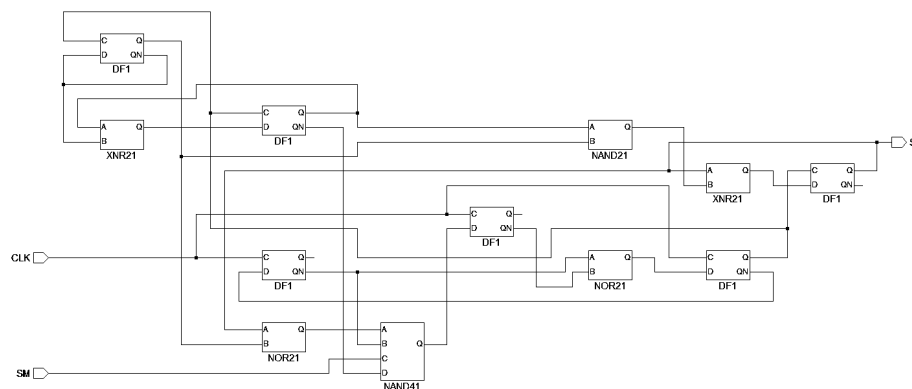 C Q
D QN
DF1
A Q
B
XNR21
C Q
D QN
DF1
A Q
B
NAND21
A Q
B
XNR21
C Q
D QN
DF1
S
C Q
D QN
DF1
CLK
C Q
D QN
DF1
A Q
B
NOR21
C Q
D QN
DF1
A Q
B
NOR21
A
B Q
C
D
NAND41
SM